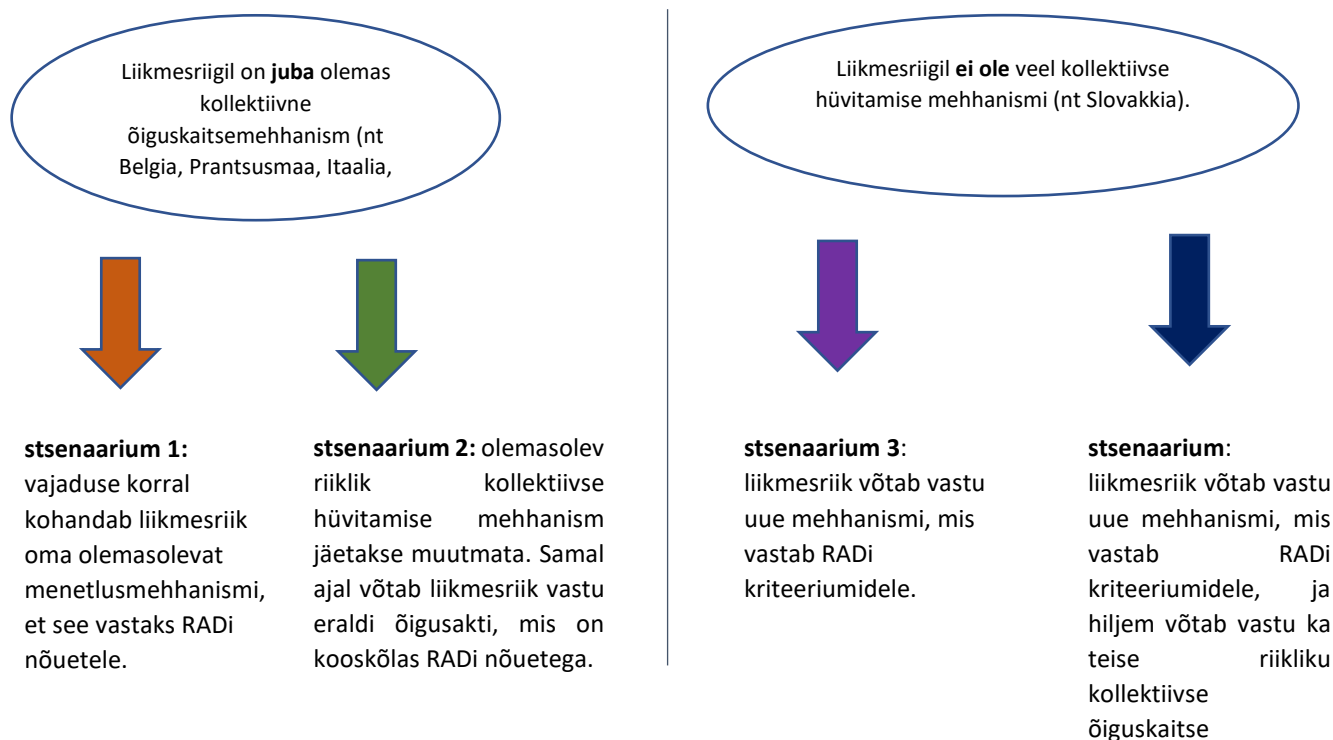 Liikmesriigil on juba olemas
kollektiivne
õiguskaitsemehhanism (nt
Belgia, Prantsusmaa, Itaalia,
Liikmesriigil ei ole veel kollektiivse
hüvitamise mehhanismi (nt Slovakkia).
stsenaarium 1:
vajaduse korral
kohandab liikmesriik
oma olemasolevat
menetlusmehhanismi,
et see vastaks RADi
nõuetele.
stsenaarium 2: olemasolev
riiklik kollektiivse
hüvitamise mehhanism
jäetakse muutmata. Samal
ajal võtab liikmesriik vastu
eraldi õigusakti, mis on
kooskõlas RADi nõuetega.
stsenaarium 3:
liikmesriik võtab vastu
uue mehhanismi, mis
vastab RADi
kriteeriumidele.
stsenaarium:
liikmesriik võtab vastu
uue mehhanismi, mis
vastab RADi
kriteeriumidele, ja
hiljem võtab vastu ka
teise riikliku
kollektiivse
õiguskaitse